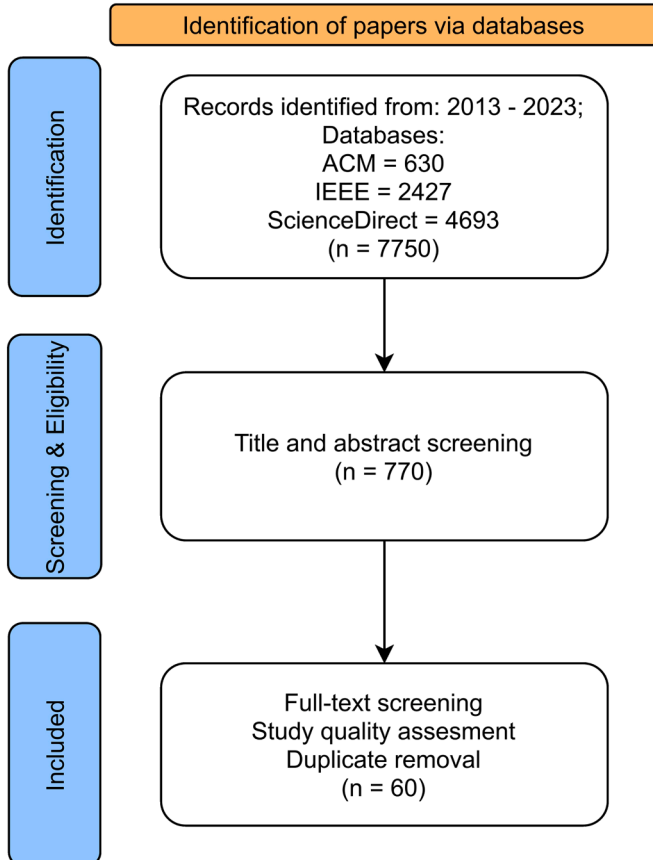 Identification of papers via databases
Identification
Records identified from: 2013 - 2023;
Databases:
ACM = 630
IEEE = 2427
ScienceDirect = 4693
(n = 7750)
Screening & Eligibility
Title and abstract screening
(n = 770)
Included
Full-text screening
Study quality assesment
Duplicate removal
(n = 60)